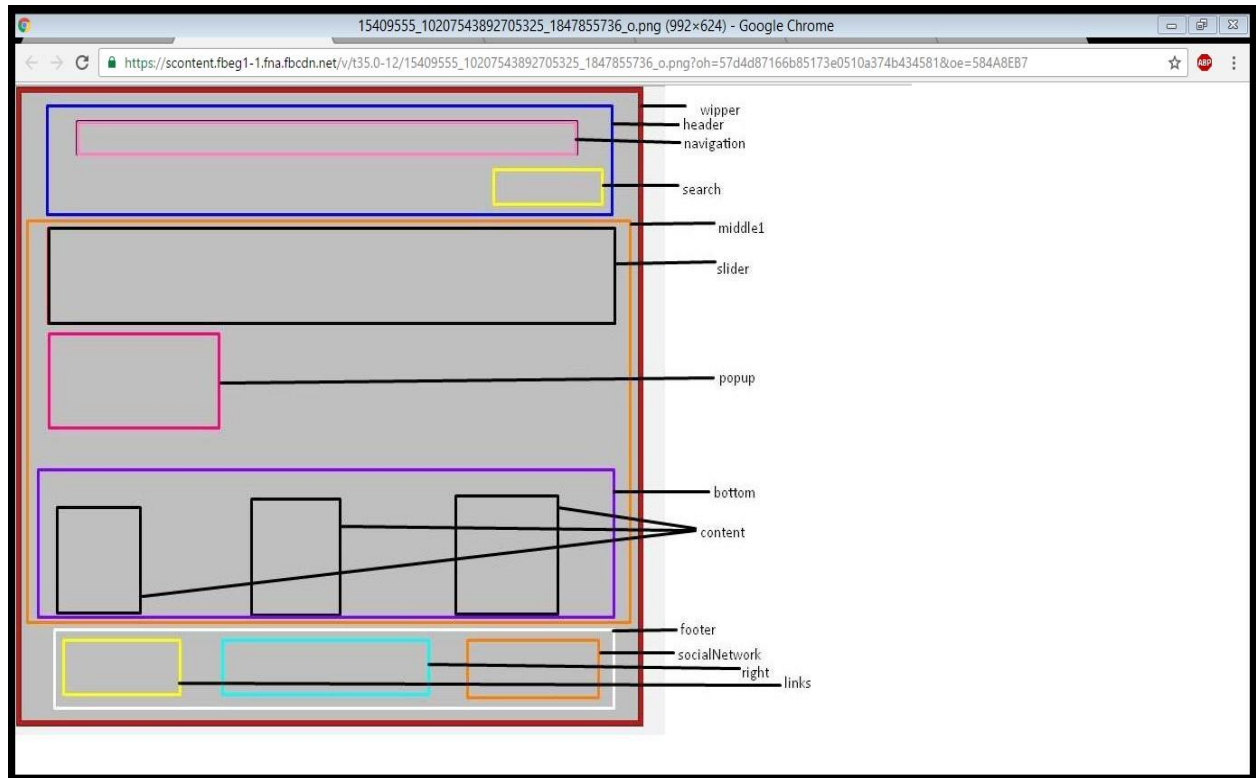 15409555_10207543892705325_1847855736_o.png (992×624) - Google Chrome
https://scontent.fbeg1-1.fna.fbcdn.net/v/t35.0-12/15409555_10207543892705325_1847855736_o.png?oh=57d4d87166b85173e0510a374b434581&oe=584A8EB7
ABP
wipper
header
navigation
search
middle1
slider
popup
bottom
content
footer
socialNetwork
right
links